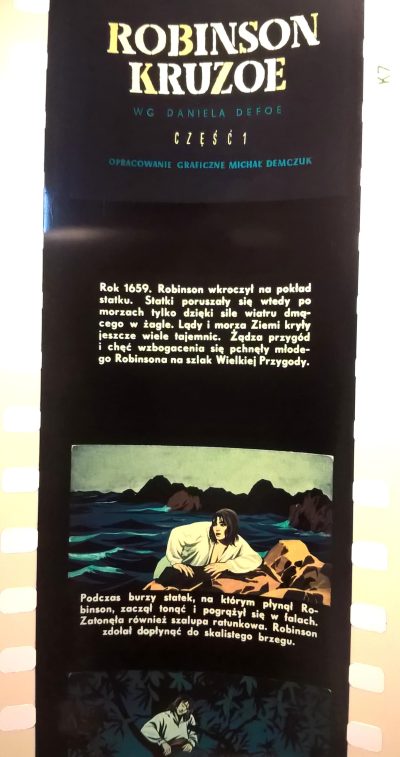 ROBINSON
KRUZOE
WG DANIELA DEFOE
CZĘŚĆ 1
OPRACOWANIE GRAFICZNE MICHAŁ DEMCZUK
K7
Rok 1659. Robinson wkroczył na pokład
statku. Statki poruszały się wtedy po
morzach tylko dzięki sile wiatru dmą-
cego w żagle. Lądy i morza Ziemi kryły
jeszcze wiele tajemnic. Żądza przygód
i chęć wzbogacenia się pchnęły młode-
go Robinsona na szlak Wielkiej Przygody.
Podczas burzy statek, na którym płynął Ro-
binson, zaczął tonąć i pogrążył się w falach.
Zatonęła również szalupa ratunkowa. Robinson
zdołał dopłynąć do skalistego brzegu.